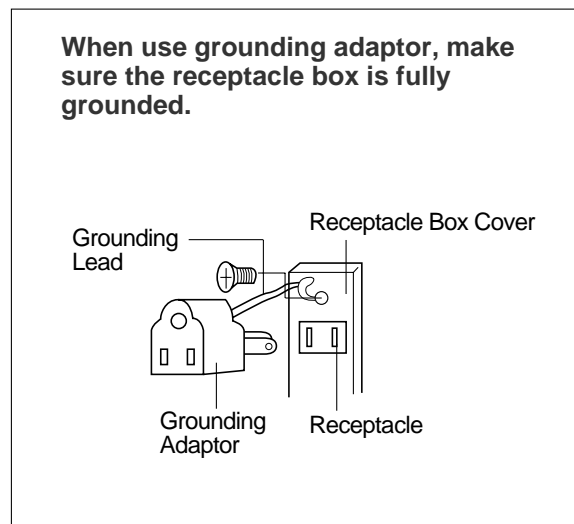 When use grounding adaptor, make
sure the receptacle box is fully
grounded.
Receptacle Box Cover
Grounding
Lead
Grounding
Adaptor
Receptacle